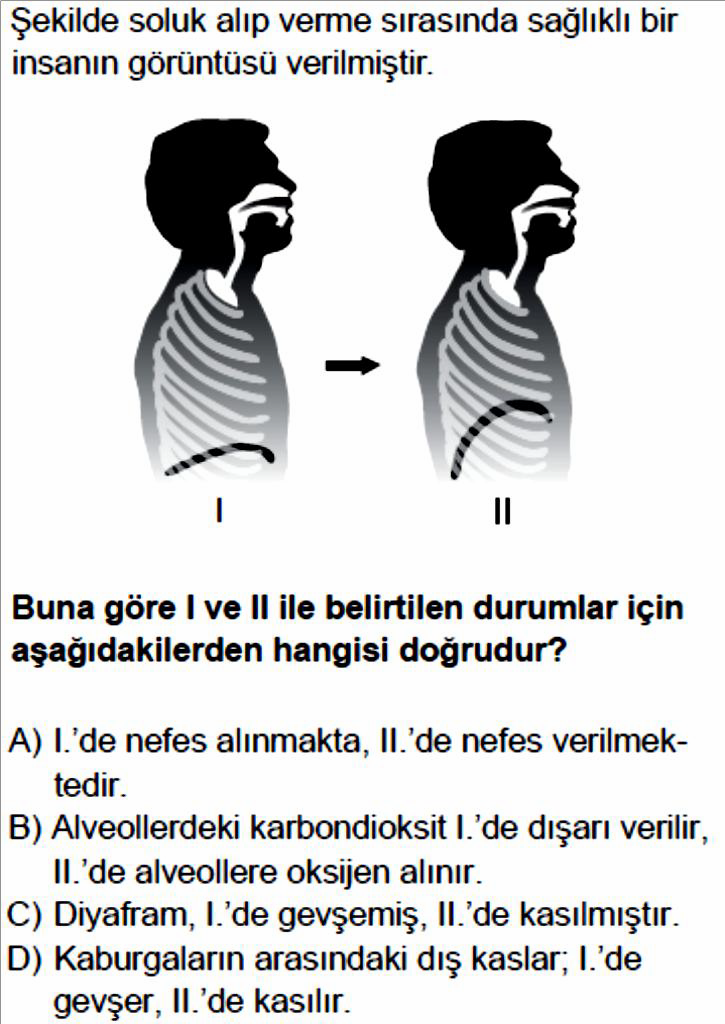 Şekilde soluk alıp verme sırasında sağlıklı bir
insanın görüntüsü verilmiştir.
I
II
Buna göre I ve II ile belirtilen durumlar için
aşağıdakilerden hangisi doğrudur?
A) I.’de nefes alınmakta, II.’de nefes verilmek-
tedir.
B) Alveollerdeki karbondioksit I.’de dışarı verilir,
II.’de alveollere oksijen alınır.
C) Diyafram, I.’de gevşemiş, II.’de kasılmıştır.
D) Kaburgaların arasındaki dış kaslar; I.’de
gevşer, II.’de kasılır.